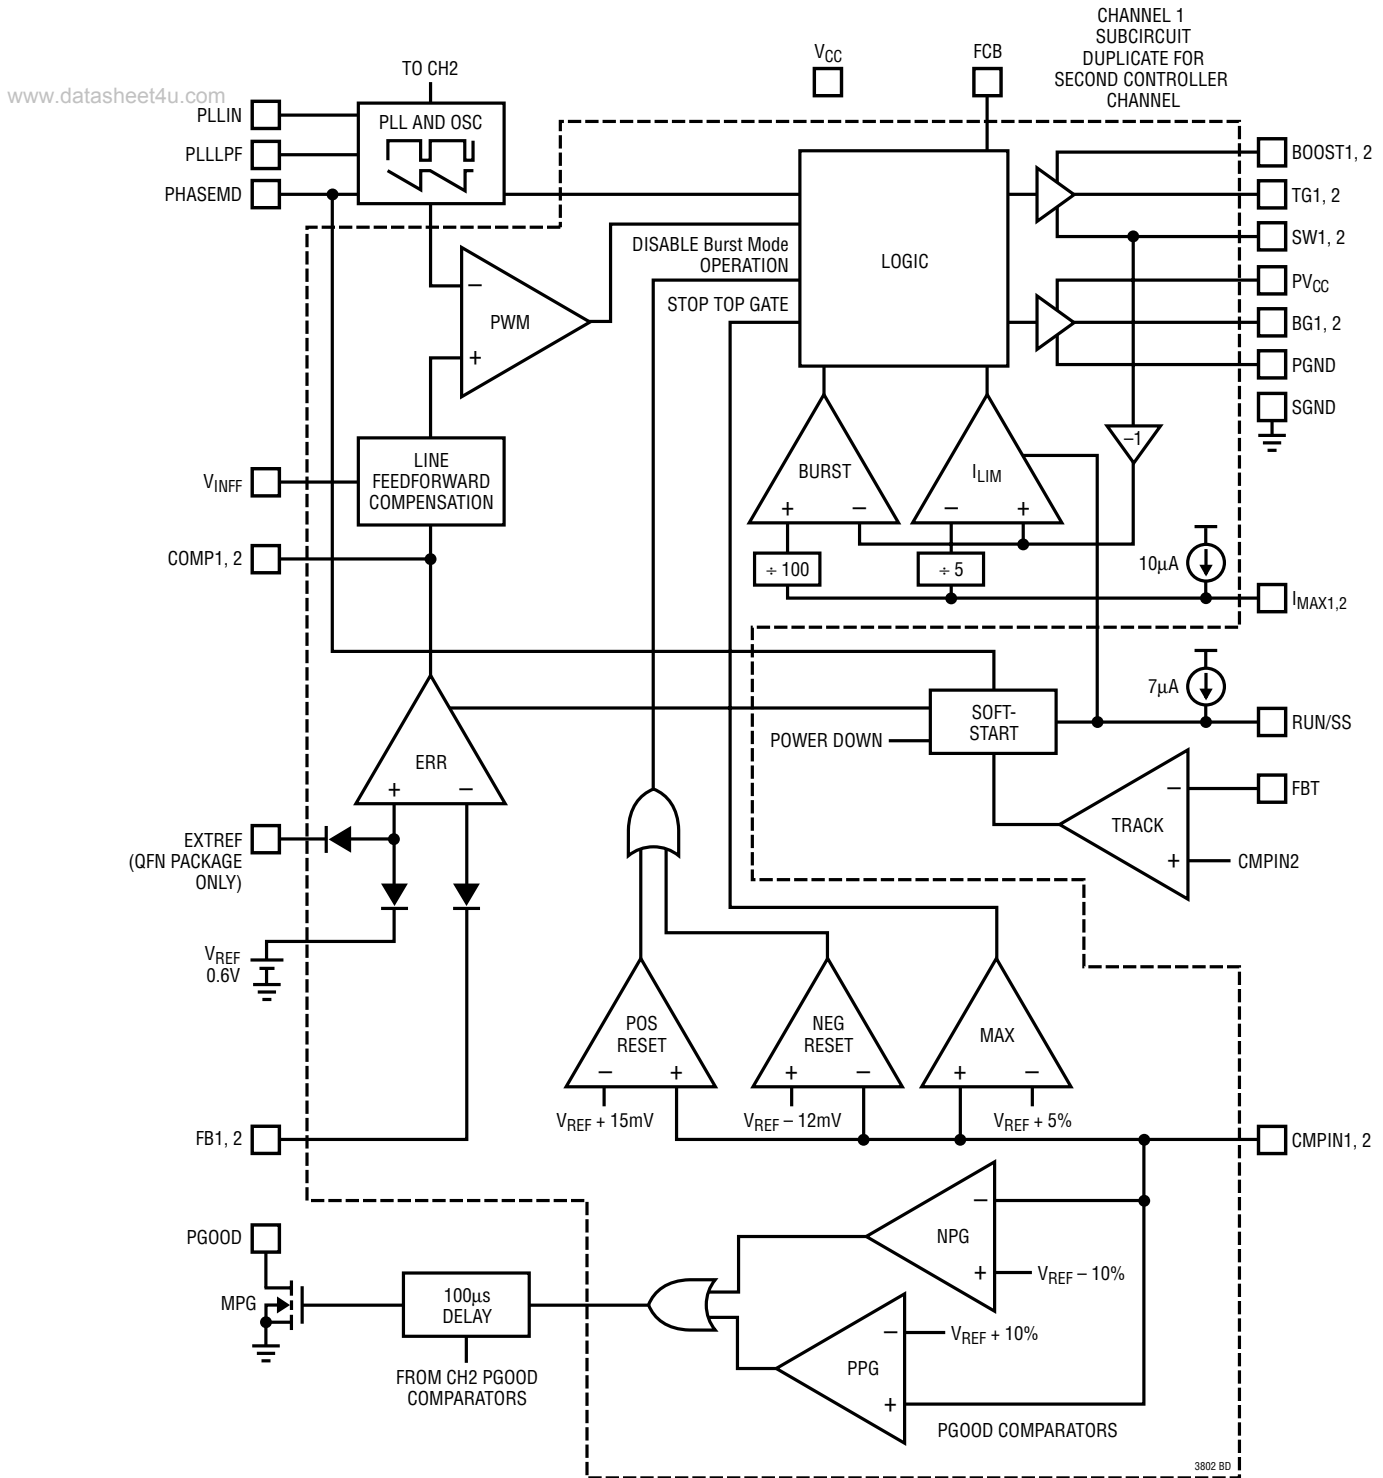 CHANNEL 1
SUBCIRCUIT
DUPLICATE FOR
SECOND CONTROLLER
CHANNEL
VCC
FCB
TO CH2
www.datasheet4u.com
PLLIN
PLL AND OSC
PLLLPF
PHASEMD
BOOST1, 2
TG1, 2
SW1, 2
DISABLE Burst Mode
OPERATION
LOGIC
PVCC
STOP TOP GATE
BG1, 2
−
PWM
+
PGND
SGND
−1
LINE
FEEDFORWARD
COMPENSATION
VINFF
BURST
ILIM
+ −
− +
COMP1, 2
÷ 100
÷ 5
10µA
IMAX1,2
7µA
SOFT-
START
RUN/SS
POWER DOWN
ERR
+ −
−
FBT
TRACK
+
CMPIN2
EXTREF
(QFN PACKAGE
ONLY)
VREF
0.6V
POS
RESET
NEG
RESET
MAX
− +
+ −
+ −
VREF + 15mV
VREF – 12mV
VREF + 5%
FB1, 2
CMPIN1, 2
−
NPG
+
VREF – 10%
PGOOD
MPG
100µs
DELAY
−
VREF + 10%
PPG
+
FROM CH2 PGOOD
COMPARATORS
PGOOD COMPARATORS
3802 BD